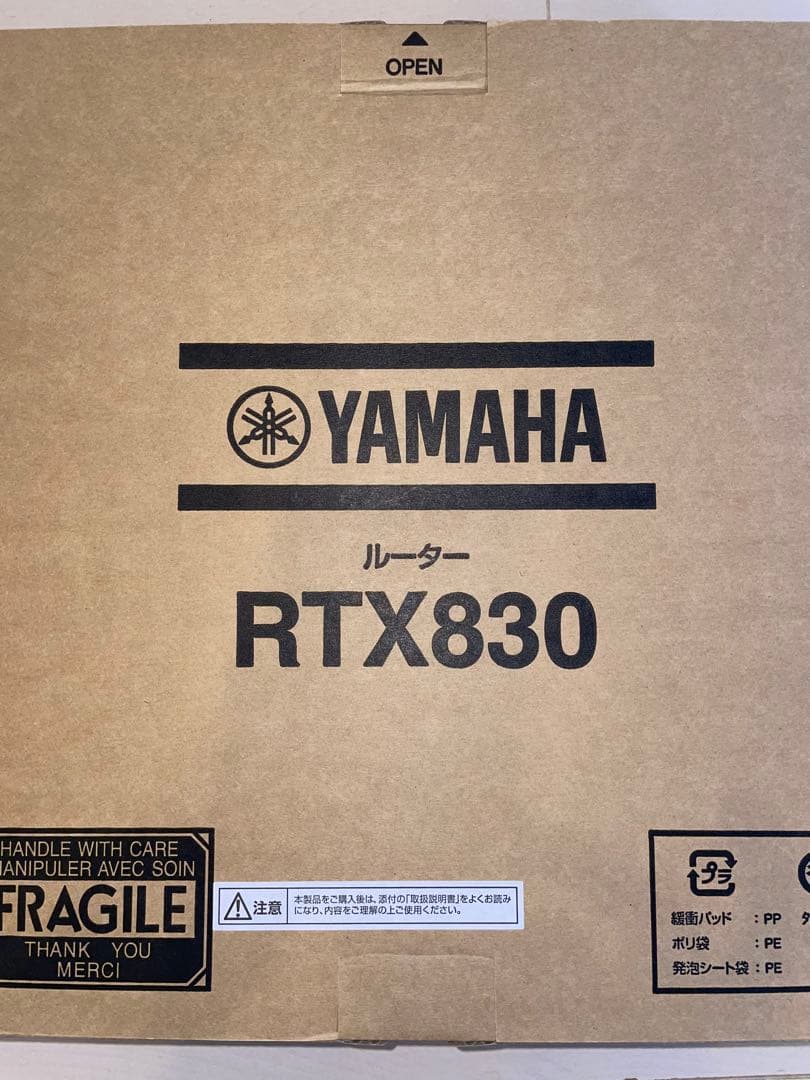 OPEN
YAMAHA
ルーター
RTX830
HANDLE WITH CARE
MANIPULER AVEC SOIN
FRAGILE
THANK YOU
MERCI
注意
本製品をご購入後は、添付の「取扱説明書」をよくお読み
になり、内容をご理解の上ご使用ください。
プラ
緩衝パッド : PP
ポリ袋 : PE
発泡シート袋 : PE